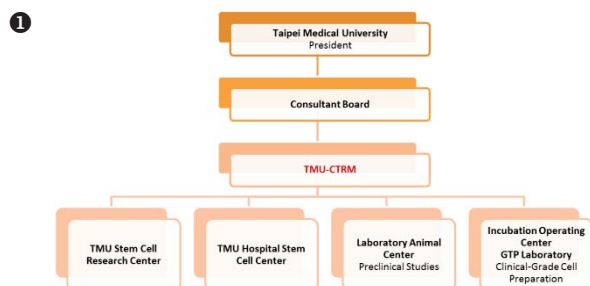 ❶
Taipei Medical University
President
Consultant Board
TMU-CTRM
TMU Stem Cell
Research Center
TMU Hospital Stem
Cell Center
Laboratory Animal
Center
Preclinical Studies
Incubation Operating
Center
GTP Laboratory
Clinical-Grade Cell
Preparation